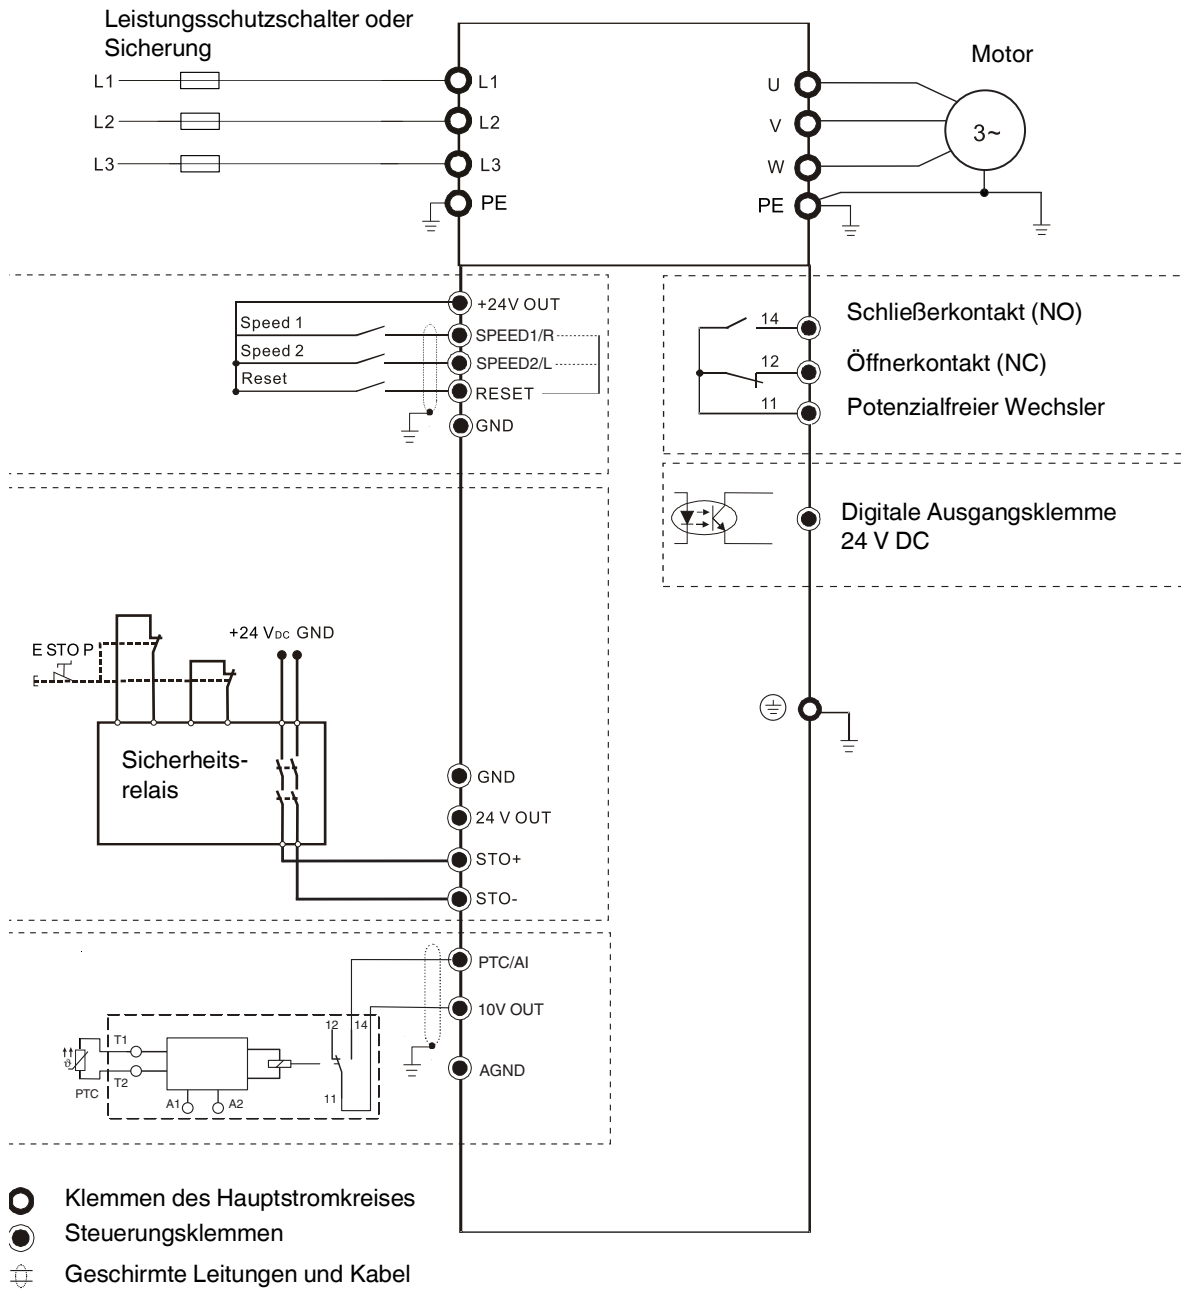 Leistungsschutzschalter oder
Sicherung
Motor
L1
L1
U
L2
L2
V
3~
L3
L3
W
PE
PE
+24V OUT
Speed 1
SPEED1/R
Speed 2
SPEED2/L
Reset
RESET
GND
14
Schließerkontakt (NO)
12
Öffnerkontakt (NC)
11
Potenzialfreier Wechsler
Digitale Ausgangsklemme
24 V DC
E STOP
+24 VDC GND
Sicherheits-
relais
GND
24 V OUT
STO+
STO-
PTC/AI
10V OUT
12
14
T1
ϑ
T2
PTC
A1
A2
11
AGND
Klemmen des Hauptstromkreises
Steuerungsklemmen
Geschirmte Leitungen und Kabel